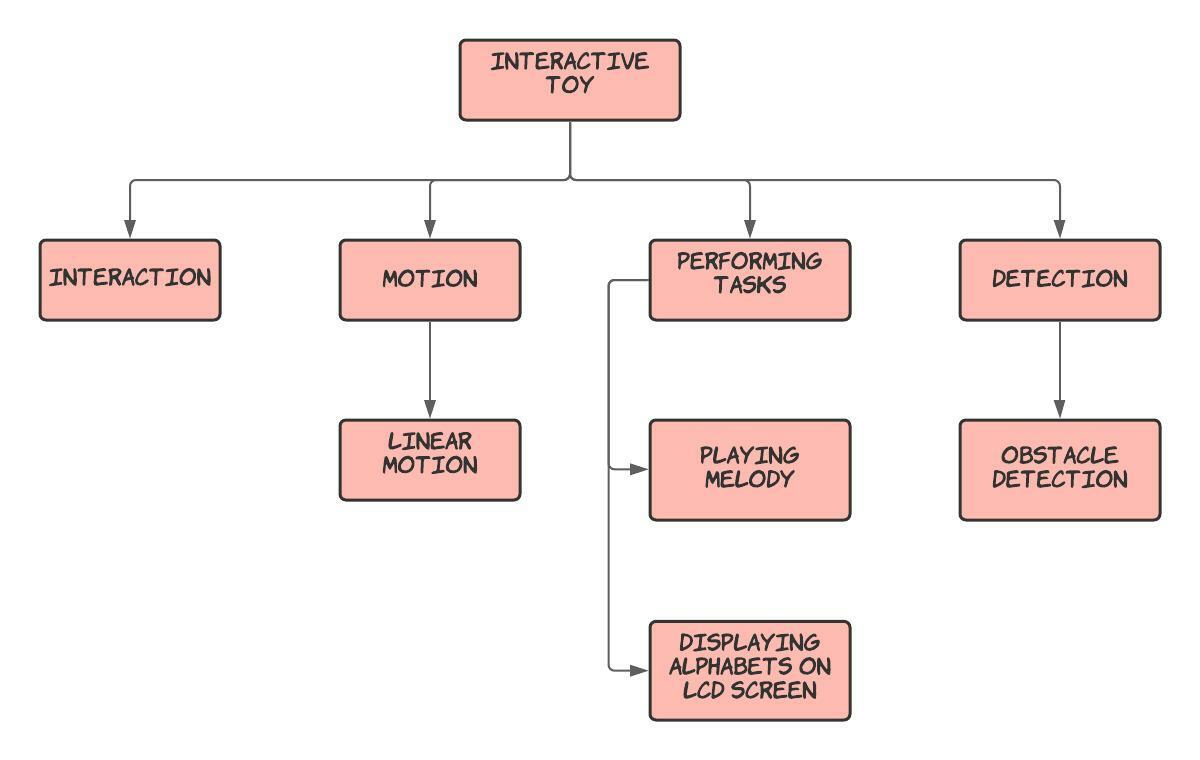 INTERACTIVE
TOY
INTERACTION
MOTION
PERFORMING
TASKS
DETECTION
LINEAR
MOTION
PLAYING
MELODY
OBSTACLE
DETECTION
DISPLAYING
ALPHABETS ON
LCD SCREEN